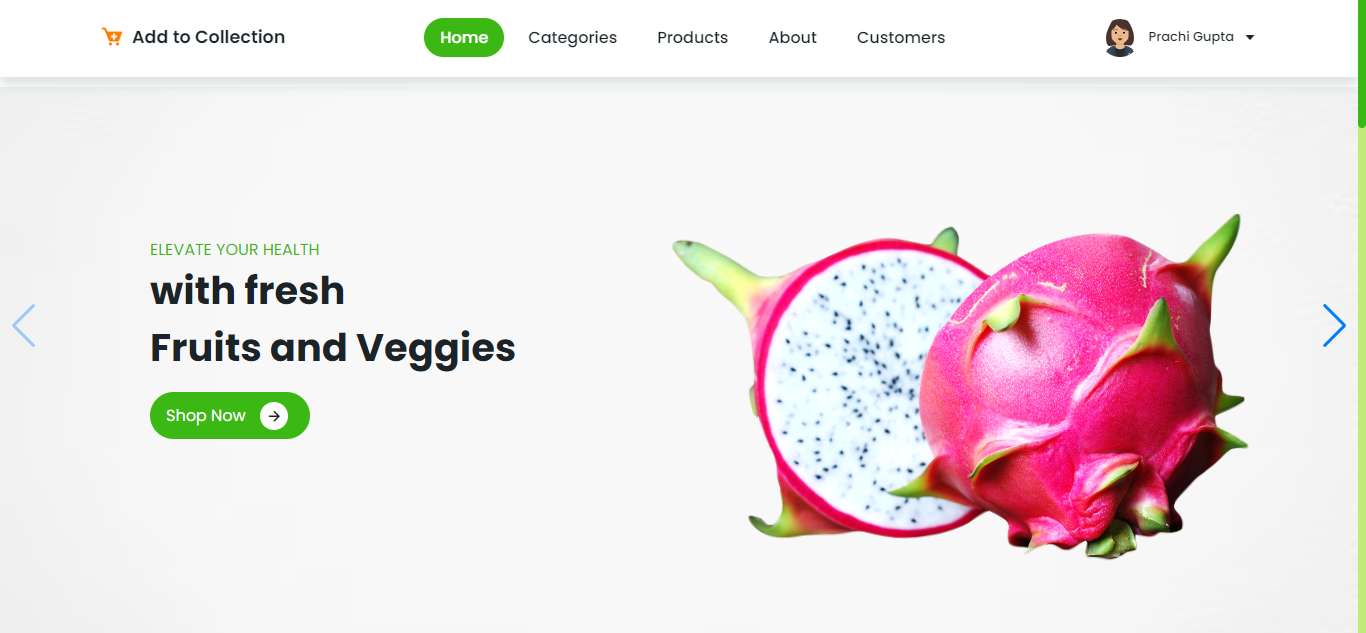 Add to Collection
Home
Categories
Products
About
Customers
Prachi Gupta
ELEVATE YOUR HEALTH
with fresh
Fruits and Veggies
Shop Now